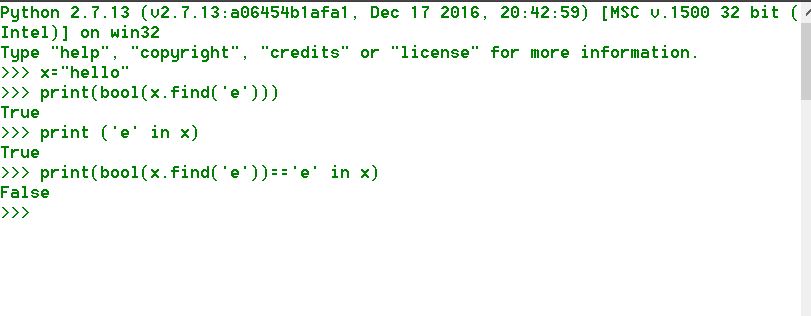 Python 2.7.13 (v2.7.13:a06454b1afa1, Dec 17 2016, 20:42:59) [MSC v.1500 32 bit (
Intel)] on win32
Type "help", "copyright", "credits" or "license" for more information.
>>> x="hello"
>>> print(bool(x.find('e')))
True
>>> print ('e' in x)
True
>>> print(bool(x.find('e'))=='e' in x)
False
>>>